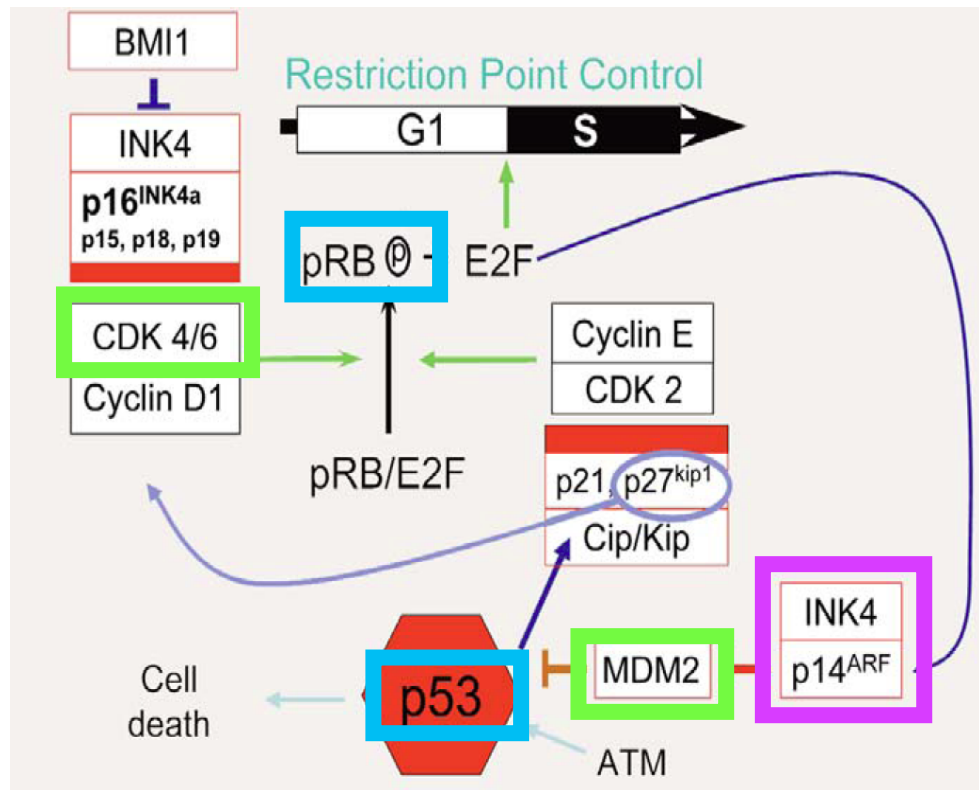 BMI1
Restriction Point Control
INK4
G1 S
p16INK4a
p15, p18, p19
pRB p - E2F
CDK 4/6
Cyclin E
Cyclin D1
CDK 2
pRB/E2F
p21, p27kip1
Cip/Kip
INK4
Cell
death
p53
MDM2
p14ARF
ATM